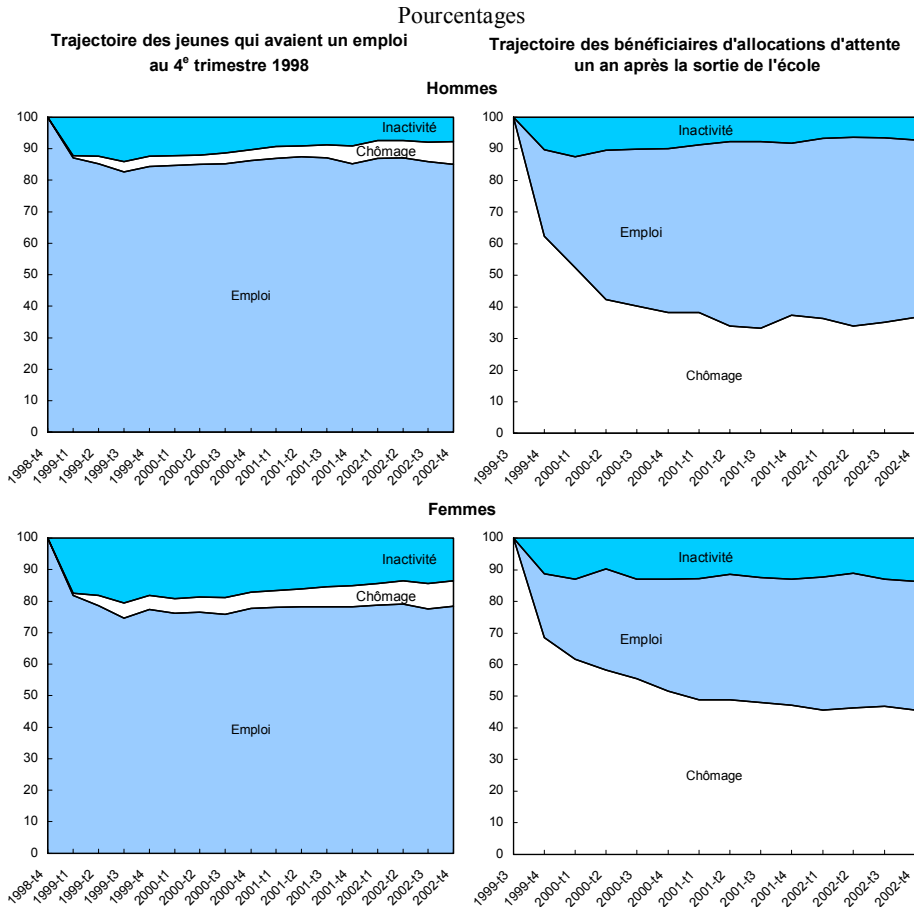 Pourcentages
Trajectoire des jeunes qui avaient un emploi
au 4e trimestre 1998
Trajectoire des bénéficiaires d'allocations d'attente
un an après la sortie de l'école
Hommes
100
90
80
70
60
50
40
30
20
10
0
Inactivité
Chômage
Emploi
1998-t4
1999-t1
1999-t2
1999-t3
1999-t4
2000-t1
2000-t2
2000-t3
2000-t4
2001-t1
2001-t2
2001-t3
2001-t4
2002-t1
2002-t2
2002-t3
2002-t4
100
90
80
70
60
50
40
30
20
10
0
Inactivité
Emploi
Chômage
1999-t3
1999-t4
2000-t1
2000-t2
2000-t3
2000-t4
2001-t1
2001-t2
2001-t3
2001-t4
2002-t1
2002-t2
2002-t3
2002-t4
Femmes
100
90
80
70
60
50
40
30
20
10
0
Inactivité
Chômage
Emploi
1998-t4
1999-t1
1999-t2
1999-t3
1999-t4
2000-t1
2000-t2
2000-t3
2000-t4
2001-t1
2001-t2
2001-t3
2001-t4
2002-t1
2002-t2
2002-t3
2002-t4
100
90
80
70
60
50
40
30
20
10
0
Inactivité
Emploi
Chômage
1999-t3
1999-t4
2000-t1
2000-t2
2000-t3
2000-t4
2001-t1
2001-t2
2001-t3
2001-t4
2002-t1
2002-t2
2002-t3
2002-t4